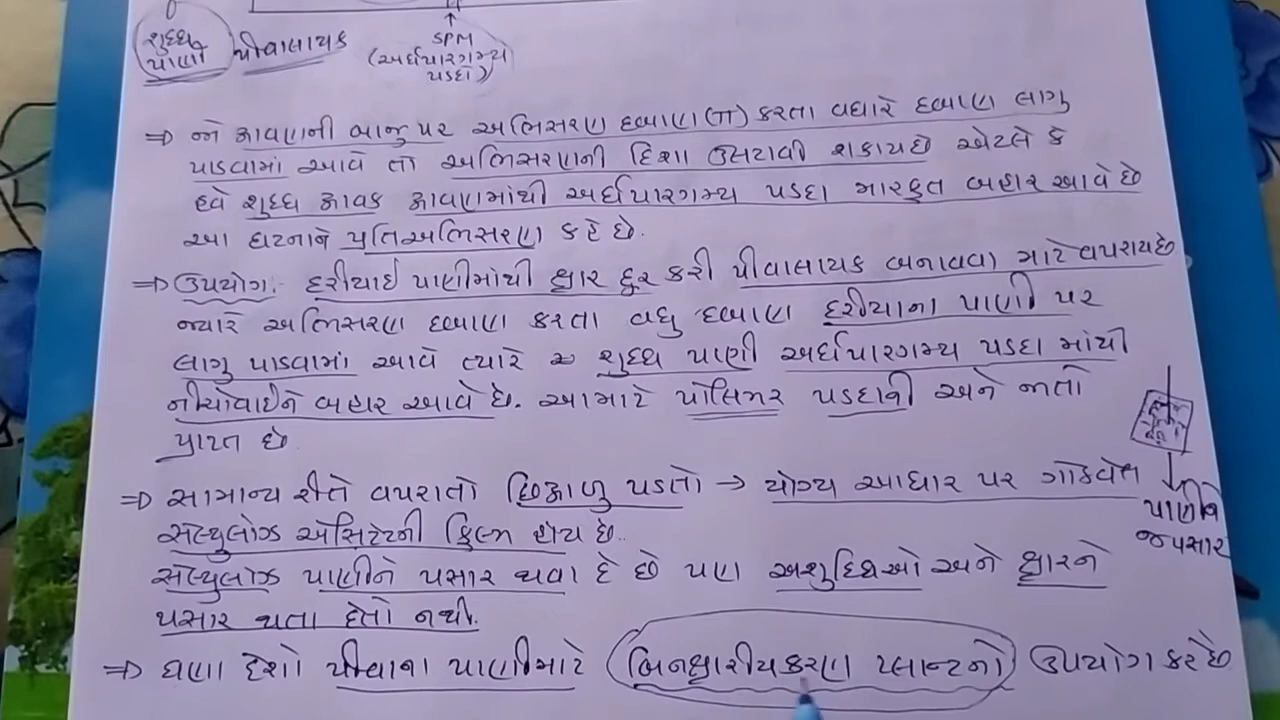 શુદ્ધ પાણી પીવાલાયક
SPM
(અર્ધપારગમ્ય પડદો)
⇒ જો દ્રાવણની બાજુ પર અભિસરણ દબાણ (π) કરતા વધારે દબાણ લાગુ
પાડવામાં આવે તો અભિસરણની દિશા ઉલટાવી શકાય છે એટલે કે
હવે શુદ્ધ દ્રાવક દ્રાવણમાંથી અર્ધપારગમ્ય પડદા મારફત બહાર આવે છે
આ ઘટનાને પ્રતિઅભિસરણ કહે છે.
⇒ ઉપયોગ: દરીયાઈ પાણીમાંથી ક્ષાર દુર કરી પીવાલાયક બનાવવા માટે વપરાય છે
જ્યારે અભિસરણ દબાણ કરતા વધુ દબાણ દરીયાના પાણી પર
લાગુ પાડવામાં આવે ત્યારે શુદ્ધ પાણી અર્ધપારગમ્ય પડદા માંથી
નીચોવાઈને બહાર આવે છે. આ માટે પોલિમર પડદાની અનેે જાતો
પ્રાપ્ત છે
⇒ સામાન્ય રીતે વપરાતો છિદ્રાળુ પડદો → યોગ્ય આધાર પર ગોઠવેલ
સેલ્યુલોઝ એસિટેટની ફિલ્મ હોય છે.
સેલ્યુલોઝ પાણીને પસાર થવા દે છે પણ અશુદ્ધિઓ અને ક્ષારને
પસાર થવા દેતો નથી.
પાણીને
જ પસાર
⇒ ઘણા દેશો પીવાના પાણી માટે બિનક્ષારીયકરણ પ્લાન્ટનો ઉપયોગ કરે છે